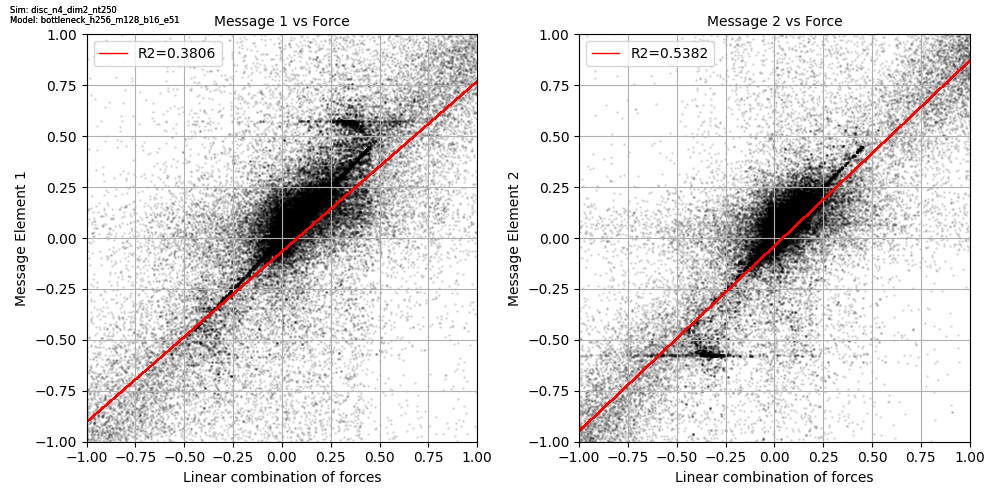 Sim: disc_n4_dim2_nt250
Model: bottleneck_h256_m128_b16_e51
Message 1 vs Force
R2=0.3806
1.00
0.75
0.50
0.25
0.00
−0.25
−0.50
−0.75
−1.00
Message Element 1
−1.00 −0.75 −0.50 −0.25 0.00 0.25 0.50 0.75 1.00
Linear combination of forces
Message 2 vs Force
R2=0.5382
1.00
0.75
0.50
0.25
0.00
−0.25
−0.50
−0.75
−1.00
Message Element 2
−1.00 −0.75 −0.50 −0.25 0.00 0.25 0.50 0.75 1.00
Linear combination of forces